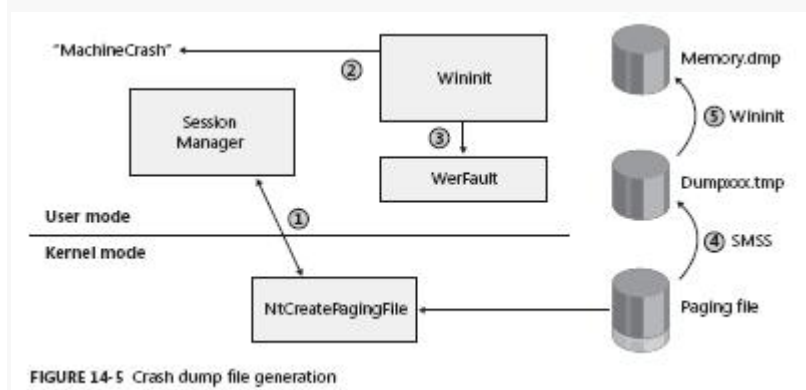 "MachineCrash"
②
Wininit
Memory.dmp
Session
Manager
③
⑤ Wininit
WerFault
Dumpxxx.tmp
User mode
①
Kernel mode
④ SMSS
NtCreatePagingFile
Paging file
FIGURE 14-5 Crash dump file generation